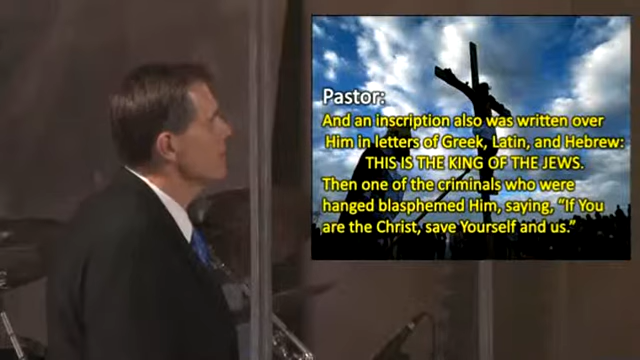 Pastor:
And an inscription also was written over
Him in letters of Greek, Latin, and Hebrew:
THIS IS THE KING OF THE JEWS.
Then one of the criminals who were
hanged blasphemed Him, saying, “If You
are the Christ, save Yourself and us.”